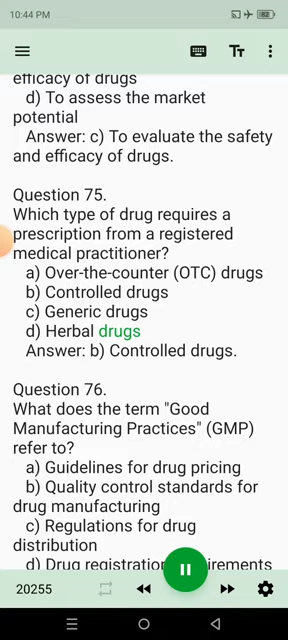 10:44 PM
82
Tт
efficacy of drugs
d) To assess the market
potential
Answer: c) To evaluate the safety
and efficacy of drugs.
Question 75.
Which type of drug requires a
prescription from a registered
medical practitioner?
a) Over-the-counter (OTC) drugs
b) Controlled drugs
c) Generic drugs
d) Herbal drugs
Answer: b) Controlled drugs.
Question 76.
What does the term "Good
Manufacturing Practices" (GMP)
refer to?
a) Guidelines for drug pricing
b) Quality control standards for
drug manufacturing
c) Regulations for drug
distribution
d) Drug registration
20255